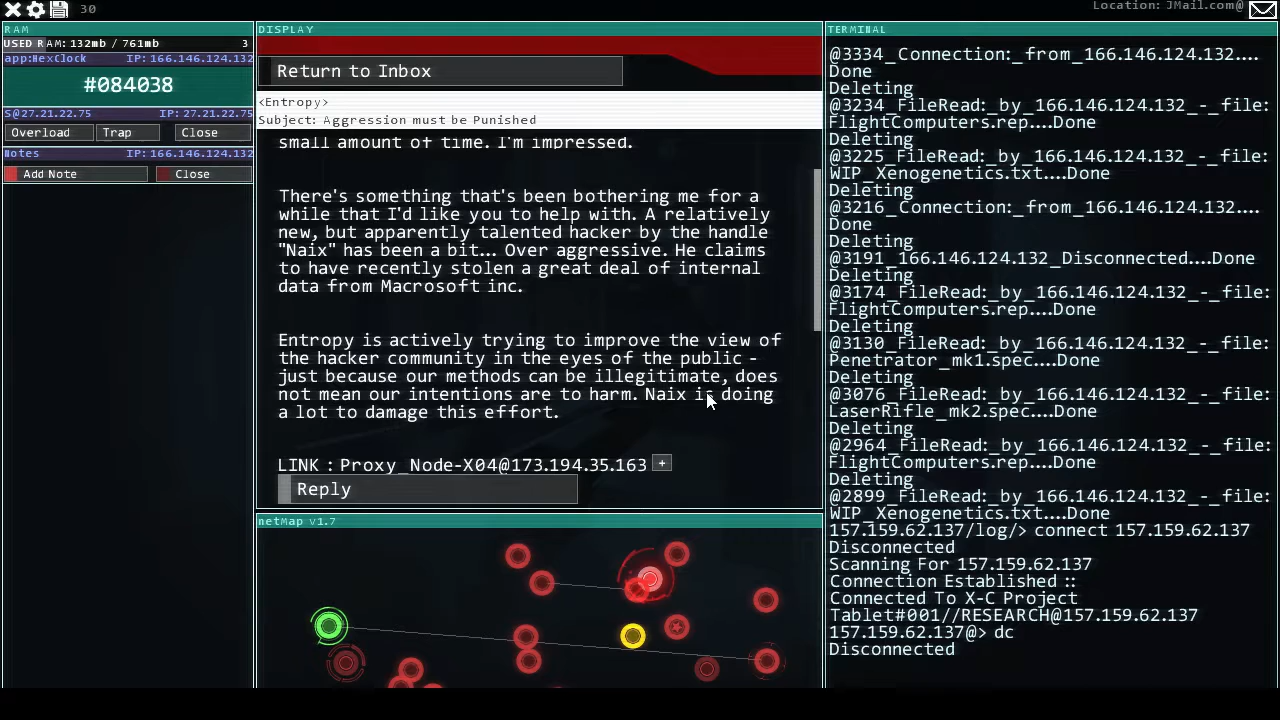 30
Location: JMail.com@
RAM
USED RAM: 132mb / 761mb
3
app:HexClock
IP: 166.146.124.132
#084038
S@27.21.22.75
IP: 27.21.22.75
Overload
Trap
Close
Notes
IP: 166.146.124.132
Add Note
Close
DISPLAY
Return to Inbox
<Entropy>
Subject: Aggression must be Punished
small amount of time. I'm impressed.
There's something that's been bothering me for a
while that I'd like you to help with. A relatively
new, but apparently talented hacker by the handle
"Naix" has been a bit... Over aggressive. He claims
to have recently stolen a great deal of internal
data from Macrosoft inc.
Entropy is actively trying to improve the view of
the hacker community in the eyes of the public -
just because our methods can be illegitimate, does
not mean our intentions are to harm. Naix is doing
a lot to damage this effort.
LINK : Proxy_Node-X04@173.194.35.163
+
Reply
netMap v1.7
TERMINAL
@3334_Connection:_from_166.146.124.132....
Done
Deleting
@3234_FileRead:_by_166.146.124.132_-_file:
FlightComputers.rep....Done
Deleting
@3225_FileRead:_by_166.146.124.132_-_file:
WIP_Xenogenetics.txt....Done
Deleting
@3216_Connection:_from_166.146.124.132....
Done
Deleting
@3191_166.146.124.132_Disconnected....Done
Deleting
@3174_FileRead:_by_166.146.124.132_-_file:
FlightComputers.rep....Done
Deleting
@3130_FileRead:_by_166.146.124.132_-_file:
Penetrator_mk1.spec....Done
Deleting
@3076_FileRead:_by_166.146.124.132_-_file:
LaserRifle_mk2.spec....Done
Deleting
@2964_FileRead:_by_166.146.124.132_-_file:
FlightComputers.rep....Done
Deleting
@2899_FileRead:_by_166.146.124.132_-_file:
WIP_Xenogenetics.txt....Done
157.159.62.137/log/> connect 157.159.62.137
Disconnected
Scanning For 157.159.62.137
Connection Established ::
Connected To X-C Project
Tablet#001//RESEARCH@157.159.62.137
157.159.62.137@> dc
Disconnected